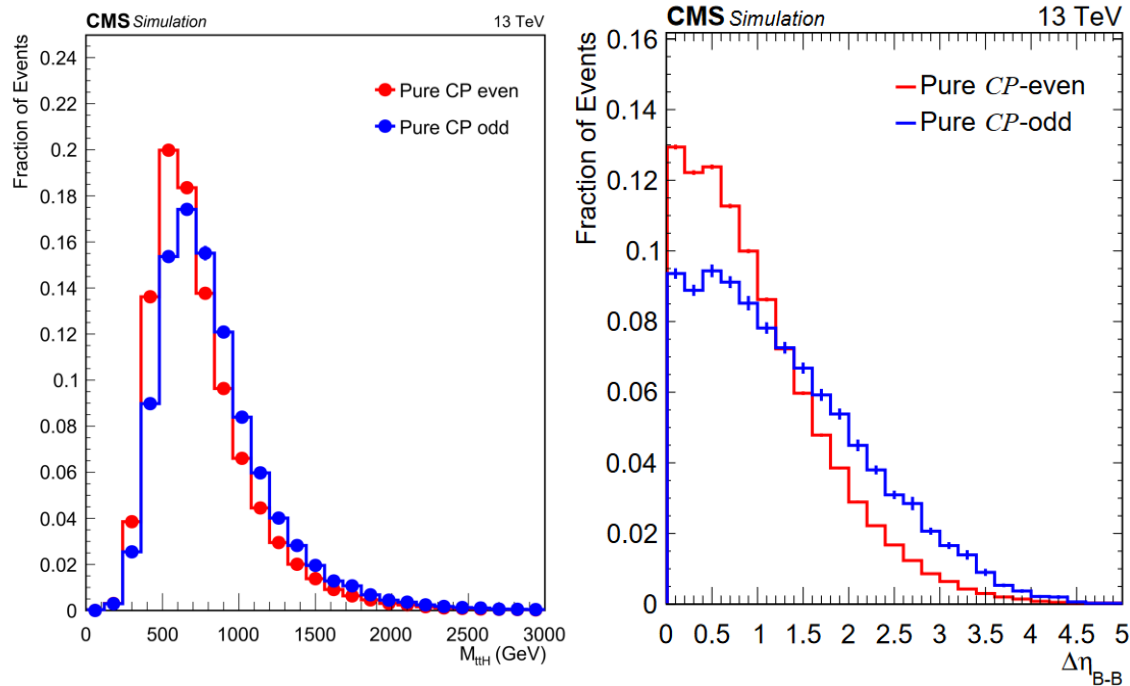 CMS Simulation 13 TeV
Fraction of Events
Pure CP even
Pure CP odd
0.24
0.22
0.2
0.18
0.16
0.14
0.12
0.1
0.08
0.06
0.04
0.02
0
0 500 1000 1500 2000 2500 3000
M_ttH (GeV)
CMS Simulation 13 TeV
Fraction of Events
Pure CP-even
Pure CP-odd
0.16
0.14
0.12
0.1
0.08
0.06
0.04
0.02
0
0 0.5 1 1.5 2 2.5 3 3.5 4 4.5 5
Δη_B-B